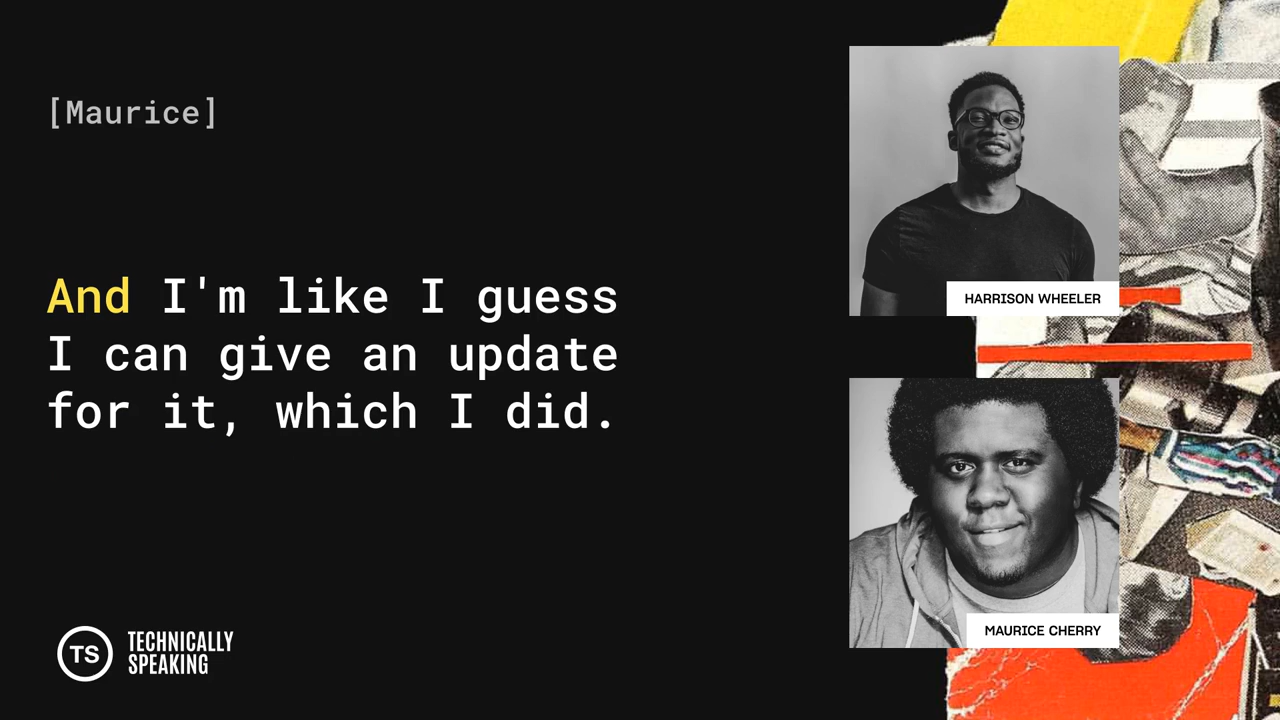 [Maurice]
And I'm like I guess
I can give an update
for it, which I did.
HARRISON WHEELER
MAURICE CHERRY
TS
TECHNICALLY
SPEAKING